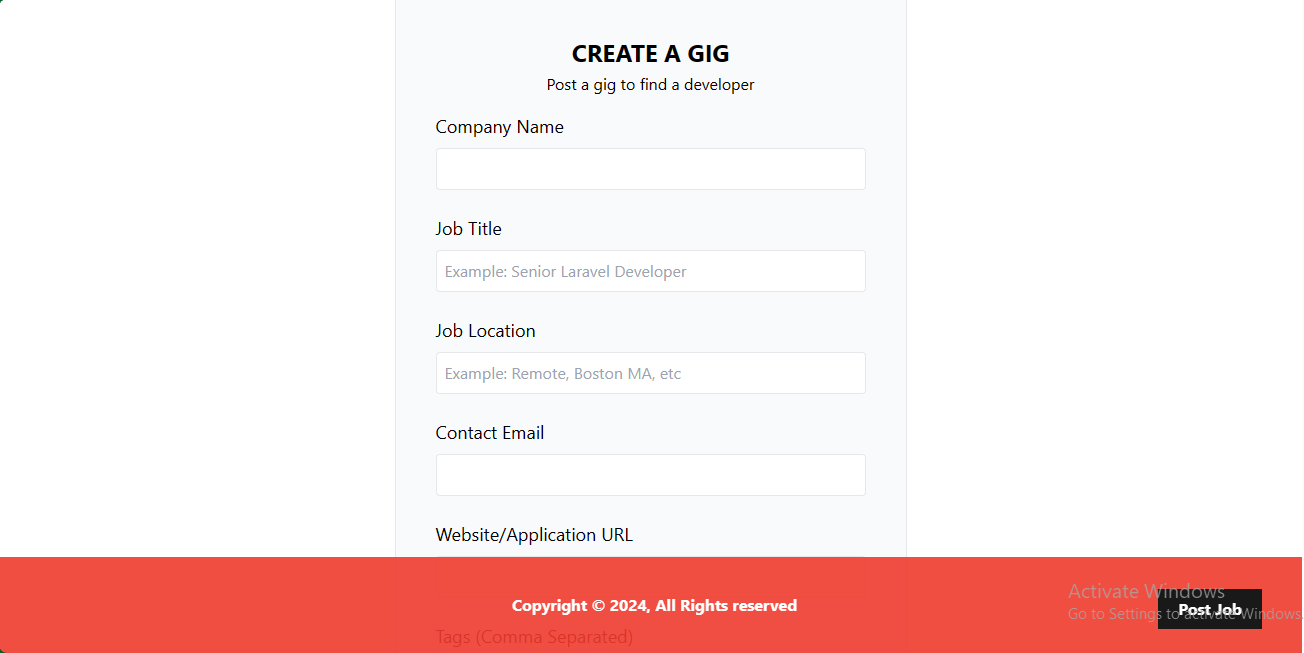 CREATE A GIG
Post a gig to find a developer
Company Name
Job Title
Example: Senior Laravel Developer
Job Location
Example: Remote, Boston MA, etc
Contact Email
Website/Application URL
Copyright © 2024, All Rights reserved
Tags (Comma Separated)
Activate Windows
Go to Settings to activate Windows.
Post Job